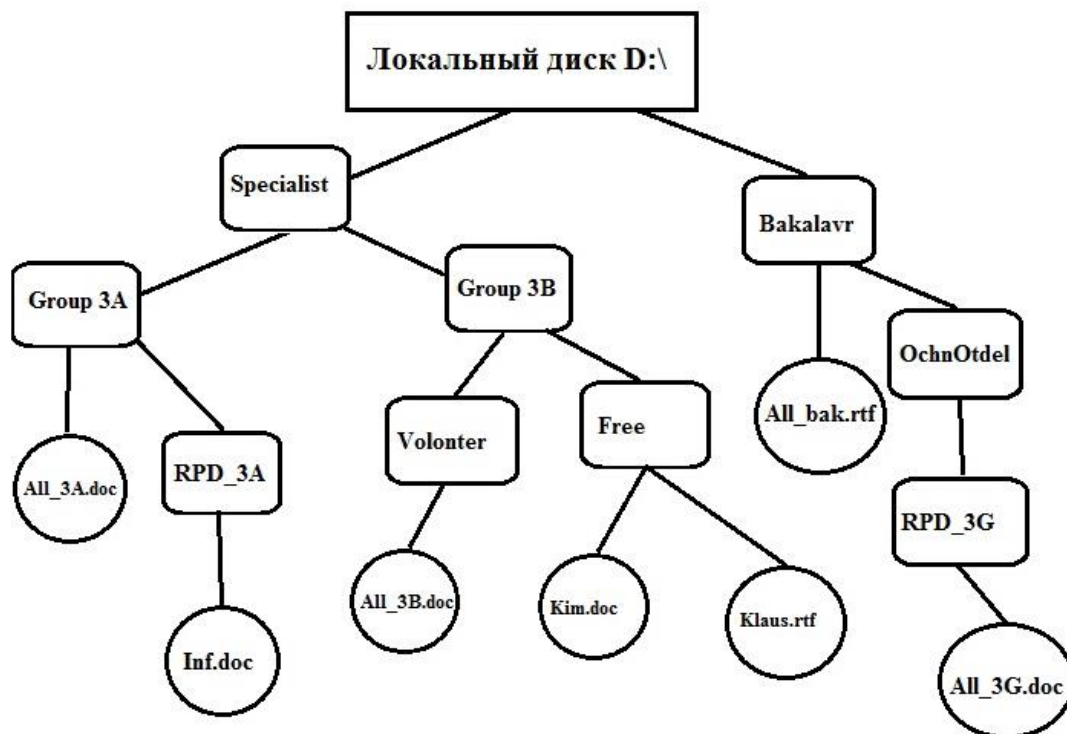 Локальный диск D:\
Specialist
Bakalavr
Group 3A
Group 3B
OchnOtdel
All_bak.rtf
Volonter
Free
RPD_3A
All_3A.doc
RPD_3G
All_3B.doc
Kim.doc
Klaus.rtf
Inf.doc
All_3G.doc